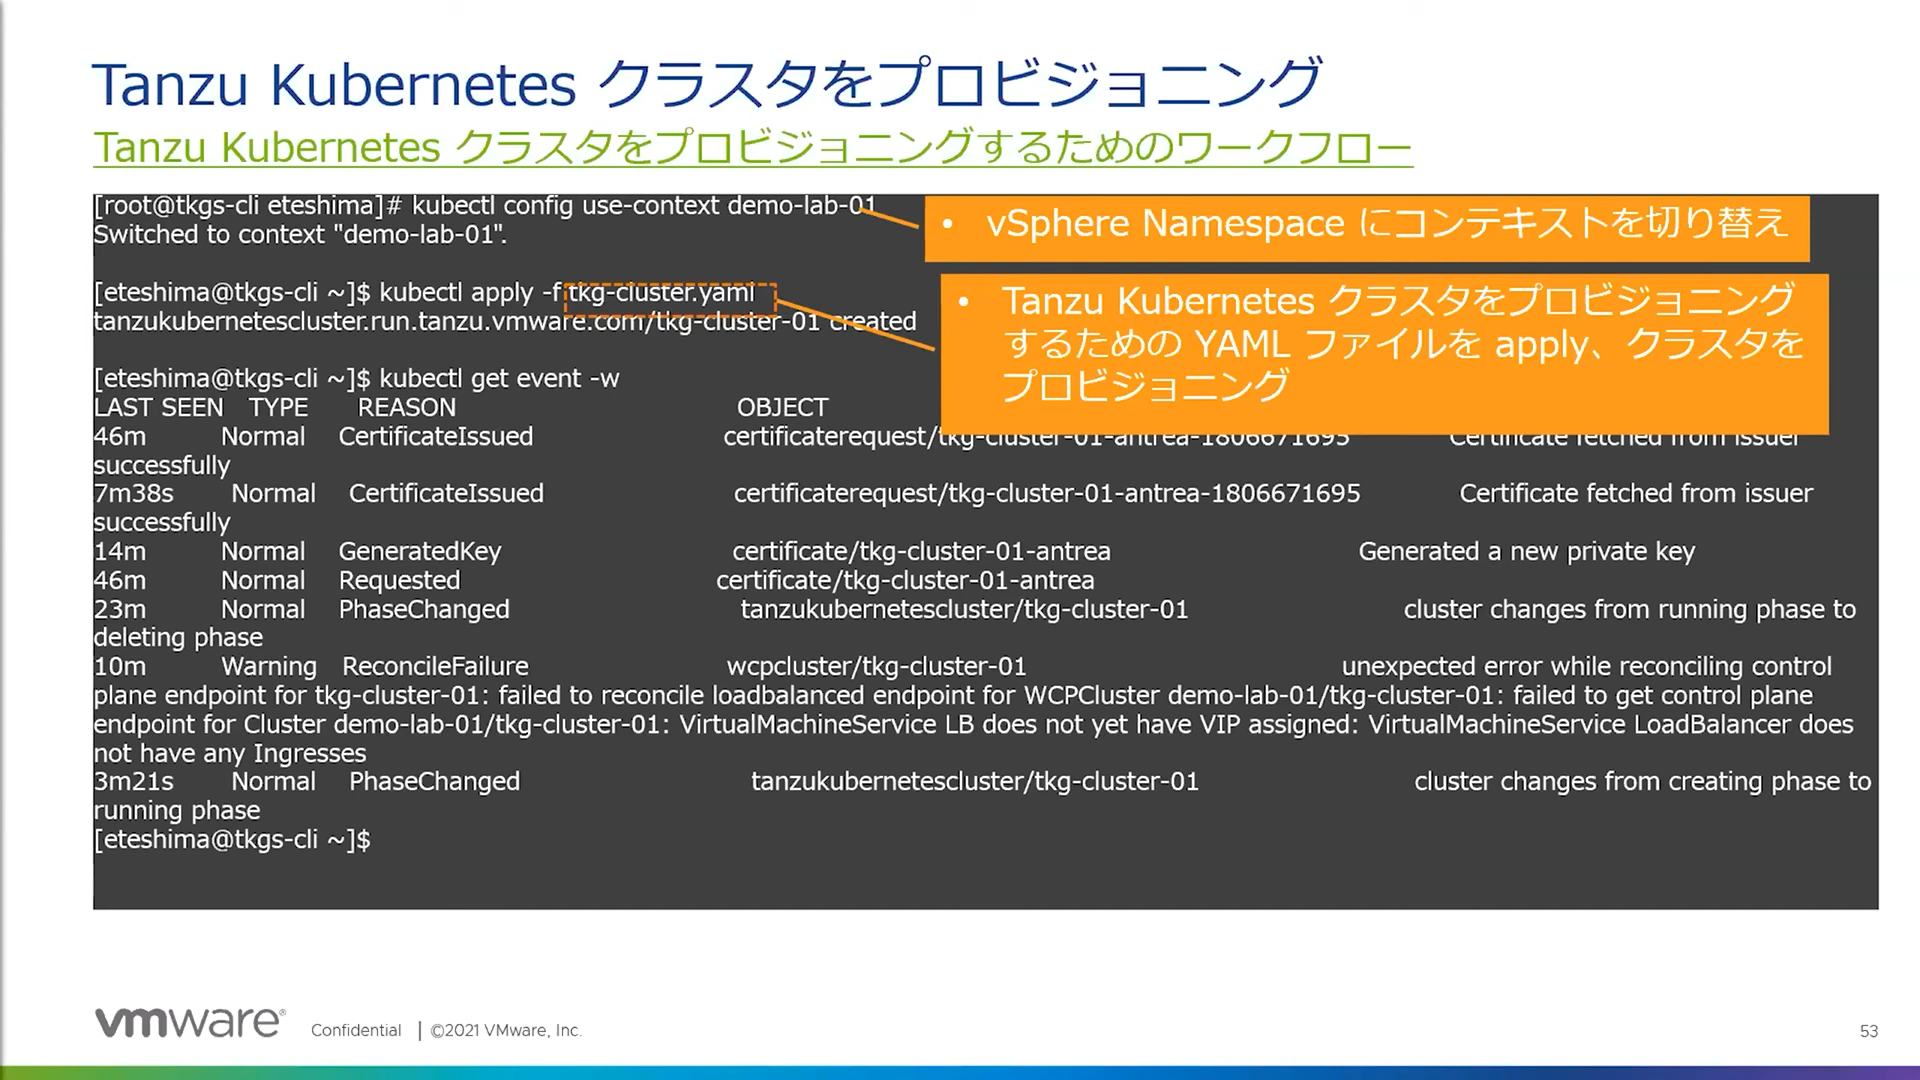 Tanzu Kubernetes クラスタをプロビジョニング
Tanzu Kubernetes クラスタをプロビジョニングするためのワークフロー
[root@tkgs-cli eteshima]# kubectl config use-context demo-lab-01
Switched to context "demo-lab-01".
• vSphere Namespace にコンテキストを切り替え
[eteshima@tkgs-cli ~]$ kubectl apply -f tkg-cluster.yaml
tanzukubernetescluster.run.tanzu.vmware.com/tkg-cluster-01 created
• Tanzu Kubernetes クラスタをプロビジョニング
するための YAML ファイルを apply、クラスタを
プロビジョニング
[eteshima@tkgs-cli ~]$ kubectl get event -w
LAST SEEN TYPE REASON OBJECT
46m Normal CertificateIssued certificaterequest/tkg-cluster-01-antrea-1806671695 Certificate fetched from issuer
successfully
7m38s Normal CertificateIssued certificaterequest/tkg-cluster-01-antrea-1806671695 Certificate fetched from issuer
successfully
14m Normal GeneratedKey certificate/tkg-cluster-01-antrea Generated a new private key
46m Normal Requested certificate/tkg-cluster-01-antrea
23m Normal PhaseChanged tanzukubernetescluster/tkg-cluster-01 cluster changes from running phase to
deleting phase
10m Warning ReconcileFailure wcpcluster/tkg-cluster-01 unexpected error while reconciling control
plane endpoint for tkg-cluster-01: failed to reconcile loadbalanced endpoint for WCPCluster demo-lab-01/tkg-cluster-01: failed to get control plane
endpoint for Cluster demo-lab-01/tkg-cluster-01: VirtualMachineService LB does not yet have VIP assigned: VirtualMachineService LoadBalancer does
not have any Ingresses
3m21s Normal PhaseChanged tanzukubernetescluster/tkg-cluster-01 cluster changes from creating phase to
running phase
[eteshima@tkgs-cli ~]$
vmware® Confidential | ©2021 VMware, Inc.
53